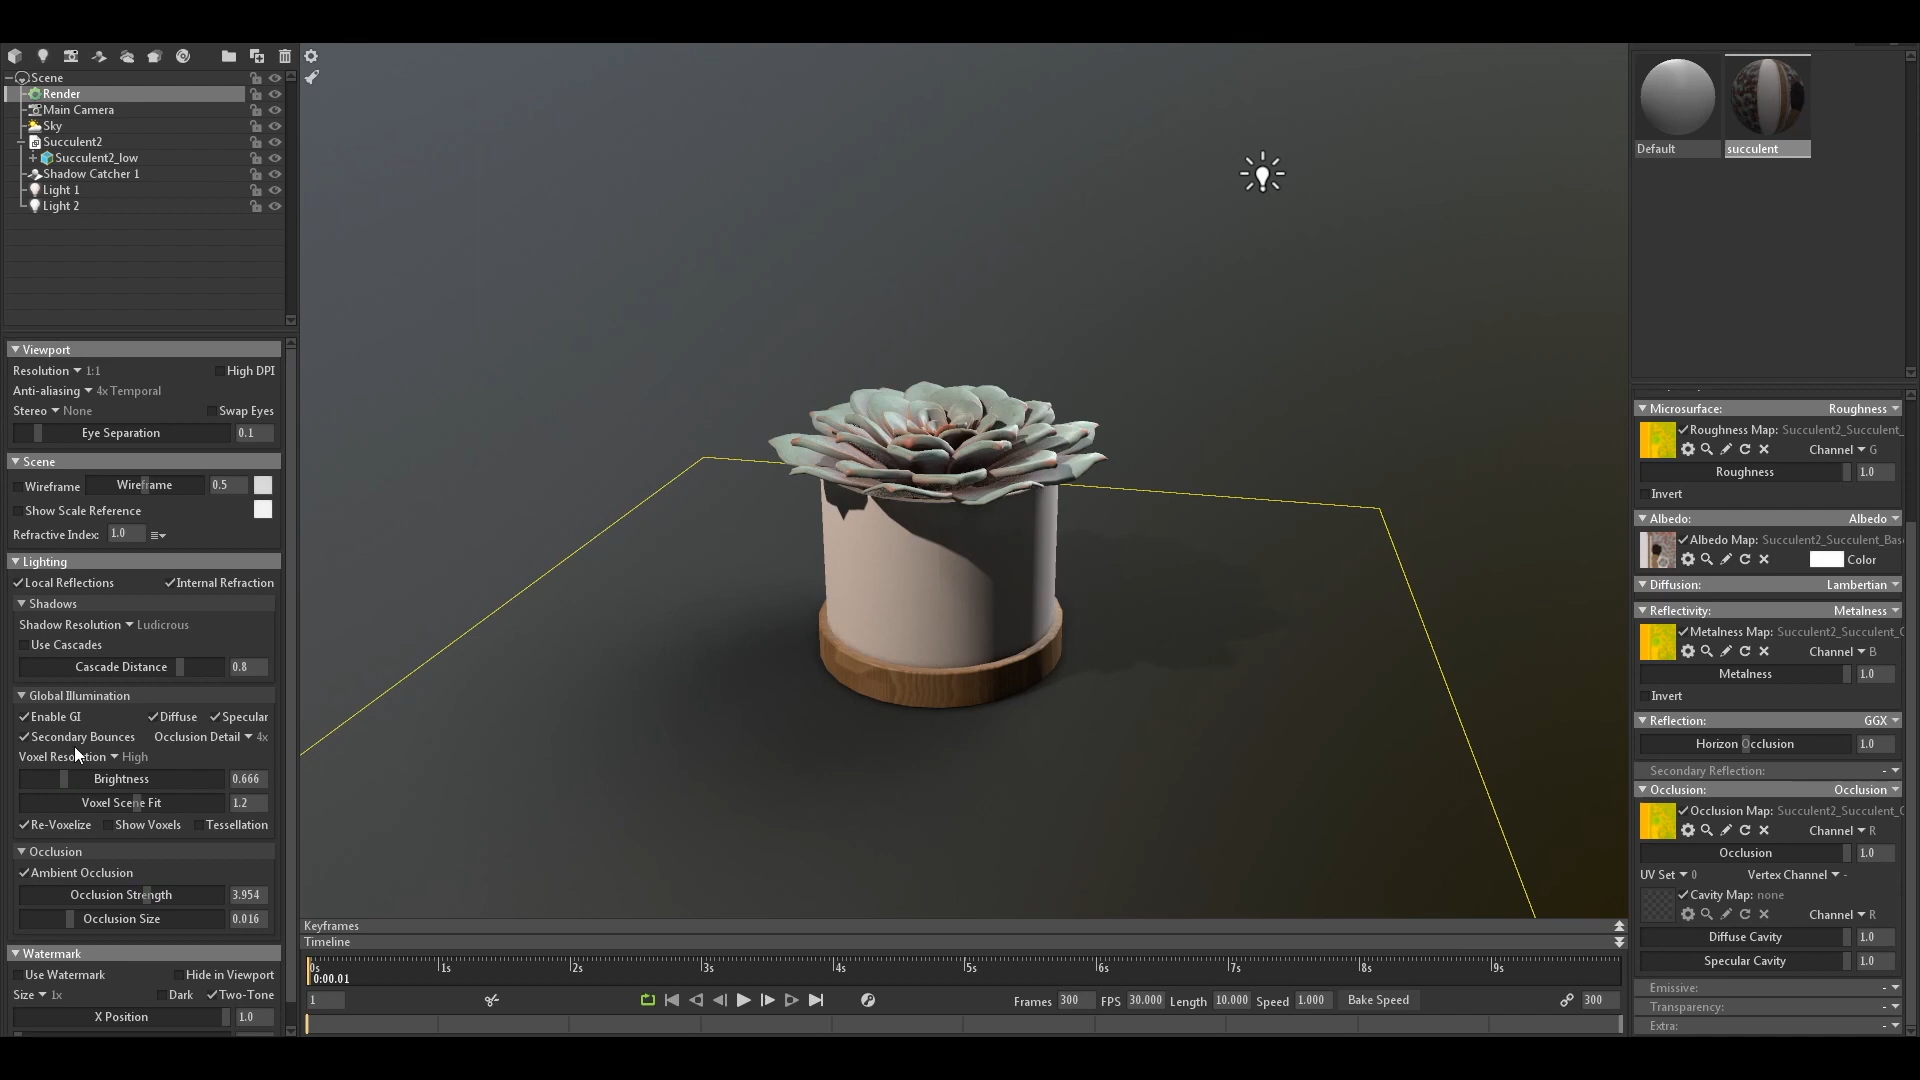 Scene
Render
Main Camera
Sky
Succulent2
Succulent2_low
Shadow Catcher 1
Light 1
Light 2
Viewport
Resolution 1:1 High DPI
Anti-aliasing 4x Temporal
Stereo None Swap Eyes
Eye Separation 0.1
Scene
Wireframe Wireframe 0.5
Show Scale Reference
Refractive Index: 1.0
Lighting
Local Reflections Internal Refraction
Shadows
Shadow Resolution Ludicrous
Use Cascades
Cascade Distance 0.8
Global Illumination
Enable GI Diffuse Specular
Secondary Bounces Occlusion Detail 4x
Voxel Resolution High
Brightness 0.666
Voxel Scene Fit 1.2
Re-Voxelize Show Voxels Tessellation
Occlusion
Ambient Occlusion
Occlusion Strength 3.954
Occlusion Size 0.016
Watermark
Use Watermark Hide in Viewport
Size 1x Dark Two-Tone
X Position 1.0
Keyframes
Timeline
0s 1s 2s 3s 4s 5s 6s 7s 8s 9s
0:00.01
1 Frames 300 FPS 30.000 Length 10.000 Speed 1.000 Bake Speed 300
Default succulent
Microsurface: Roughness
Roughness Map: Succulent2_Succulent_
Channel G
Roughness 1.0
Invert
Albedo: Albedo
Albedo Map: Succulent2_Succulent_Bas
Color
Diffusion: Lambertian
Reflectivity: Metalness
Metalness Map: Succulent2_Succulent_
Channel B
Metalness 1.0
Invert
Reflection: GGX
Horizon Occlusion 1.0
Secondary Reflection: -
Occlusion: Occlusion
Occlusion Map: Succulent2_Succulent_
Channel R
Occlusion 1.0
UV Set 0 Vertex Channel -
Cavity Map: none
Channel R
Diffuse Cavity 1.0
Specular Cavity 1.0
Emissive: -
Transparency: -
Extra: -